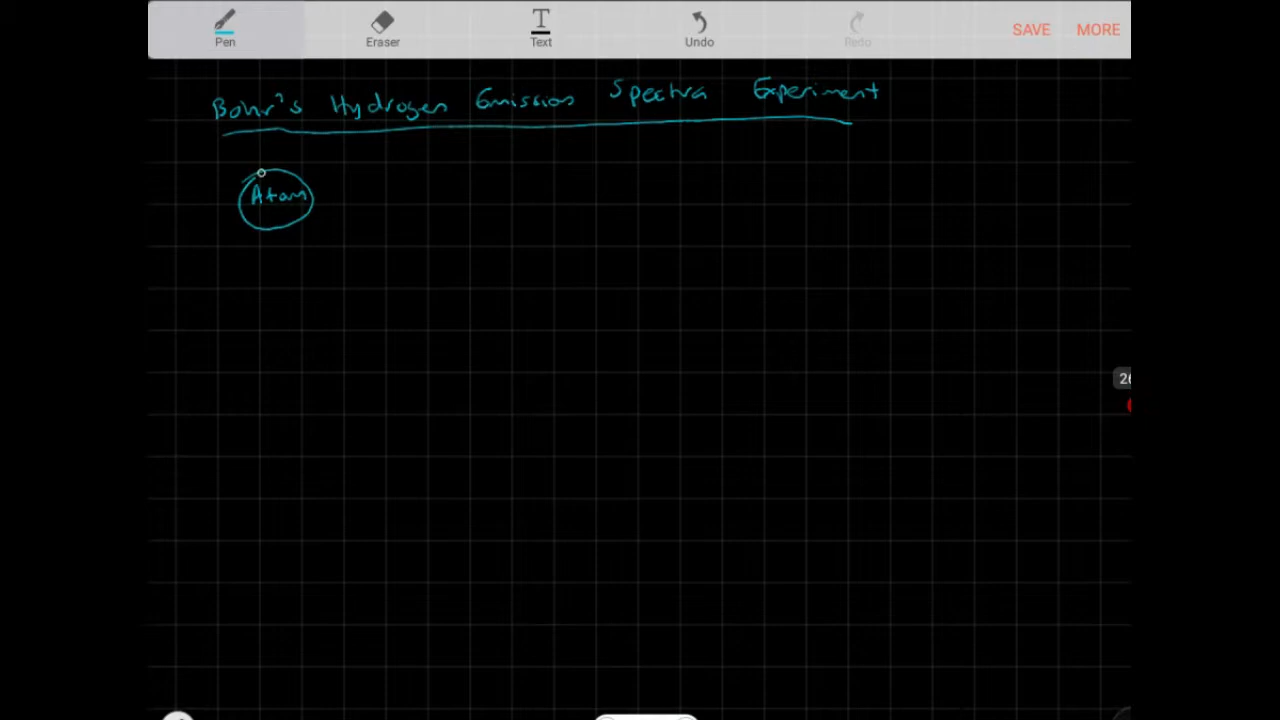 Pen Eraser Text Undo Redo SAVE MORE
Bohr's Hydrogen Emission Spectra Experiment
Atom